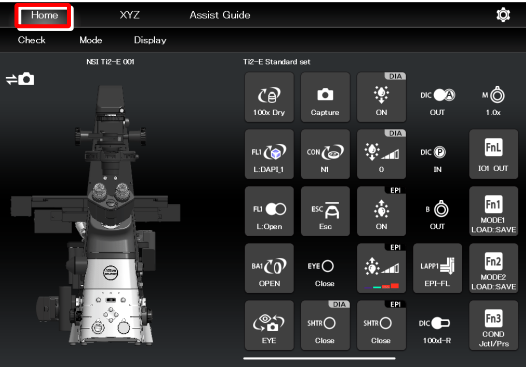 Home XYZ Assist Guide
Check Mode Display
NSI Ti2-E 001
Ti2-E Standard set
100x Dry
Capture
DIA
ON
DIC A
OUT
M
1.0x
FL1
L:DAPI_1
CON
N1
DIA
0
DIC P
IN
FnL
IO1 OUT
FL1
L:Open
ESC
Esc
EPI
ON
B
OUT
Fn1
MODE1
LOAD::SAVE
BA1
OPEN
EYE
Close
EPI
LAPP1
EPI-FL
Fn2
MODE2
LOAD::SAVE
EYE
DIA
SHTR
Close
EPI
SHTR
Close
DIC
100xI-R
Fn3
COND
Jctl/Prs